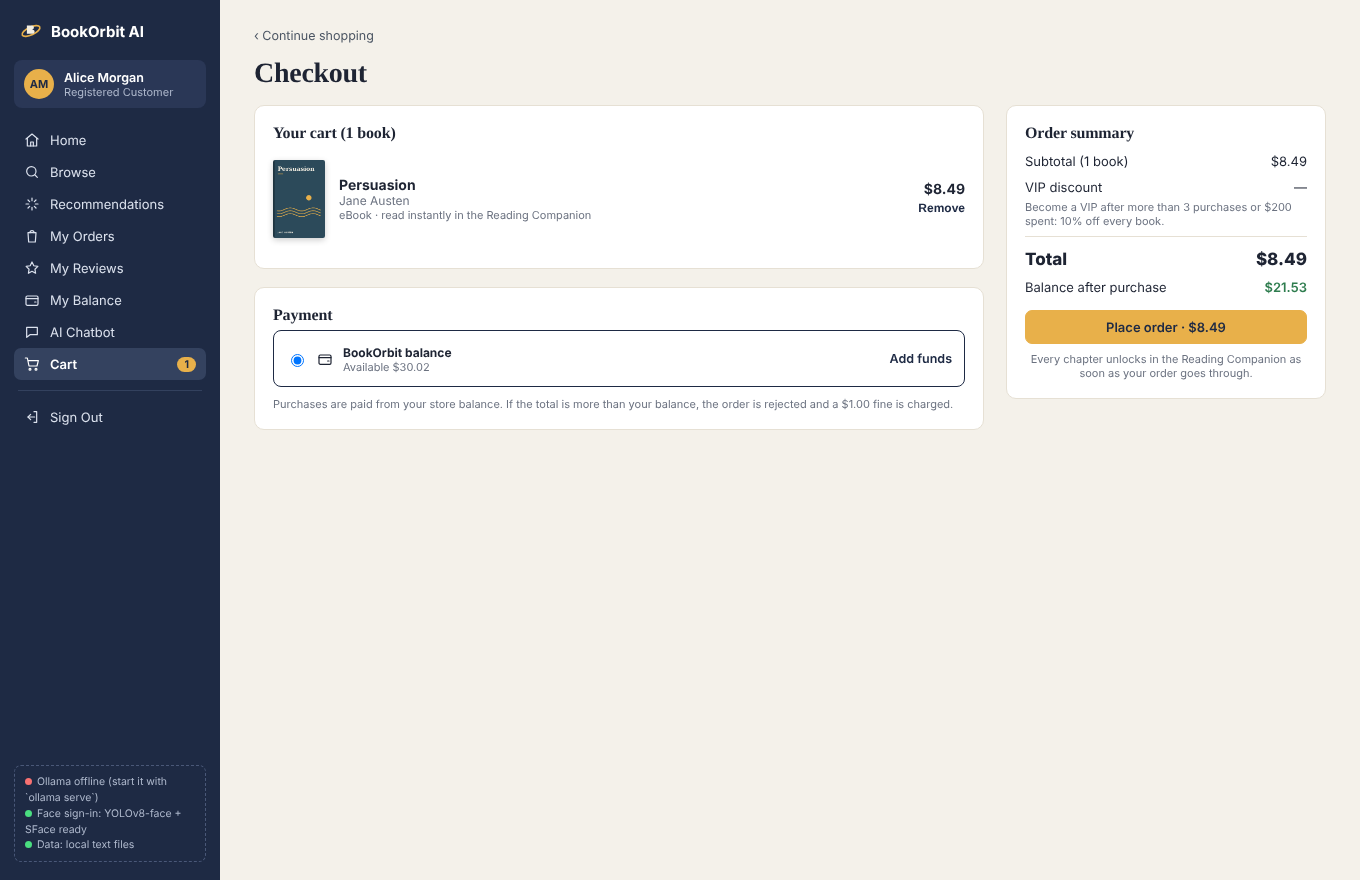 BookOrbit AI
AM
Alice Morgan
Registered Customer
Home
Browse
Recommendations
My Orders
My Reviews
My Balance
AI Chatbot
Cart
1
Sign Out
Ollama offline (start it with
`ollama serve`)
Face sign-in: YOLOv8-face +
SFace ready
Data: local text files
‹ Continue shopping
Checkout
Your cart (1 book)
Persuasion
Persuasion
Jane Austen
eBook · read instantly in the Reading Companion
$8.49
Remove
Payment
BookOrbit balance
Available $30.02
Add funds
Purchases are paid from your store balance. If the total is more than your balance, the order is rejected and a $1.00 fine is charged.
Order summary
Subtotal (1 book) $8.49
VIP discount —
Become a VIP after more than 3 purchases or $200
spent: 10% off every book.
Total $8.49
Balance after purchase $21.53
Place order · $8.49
Every chapter unlocks in the Reading Companion as
soon as your order goes through.